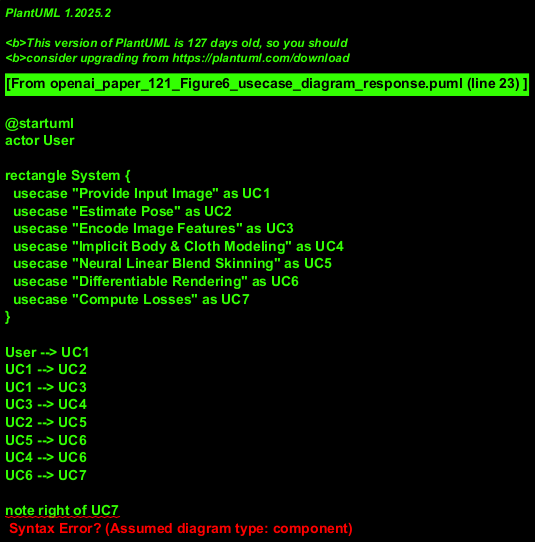 PlantUML 1.2025.2
<b>This version of PlantUML is 127 days old, so you should
<b>consider upgrading from https://plantuml.com/download
[From openai_paper_121_Figure6_usecase_diagram_response.puml (line 23) ]
@startuml
actor User
rectangle System {
usecase "Provide Input Image" as UC1
usecase "Estimate Pose" as UC2
usecase "Encode Image Features" as UC3
usecase "Implicit Body & Cloth Modeling" as UC4
usecase "Neural Linear Blend Skinning" as UC5
usecase "Differentiable Rendering" as UC6
usecase "Compute Losses" as UC7
}
User --> UC1
UC1 --> UC2
UC1 --> UC3
UC3 --> UC4
UC2 --> UC5
UC5 --> UC6
UC4 --> UC6
UC6 --> UC7
note right of UC7
Syntax Error? (Assumed diagram type: component)